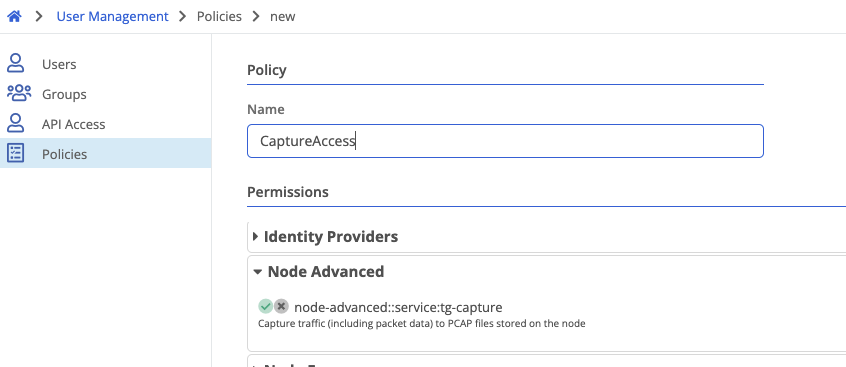 User Management
Policies
new
Users
Groups
API Access
Policies
Policy
Name
CaptureAccess
Permissions
Identity Providers
Node Advanced
node-advanced::service:tg-capture
Capture traffic (including packet data) to PCAP files stored on the node